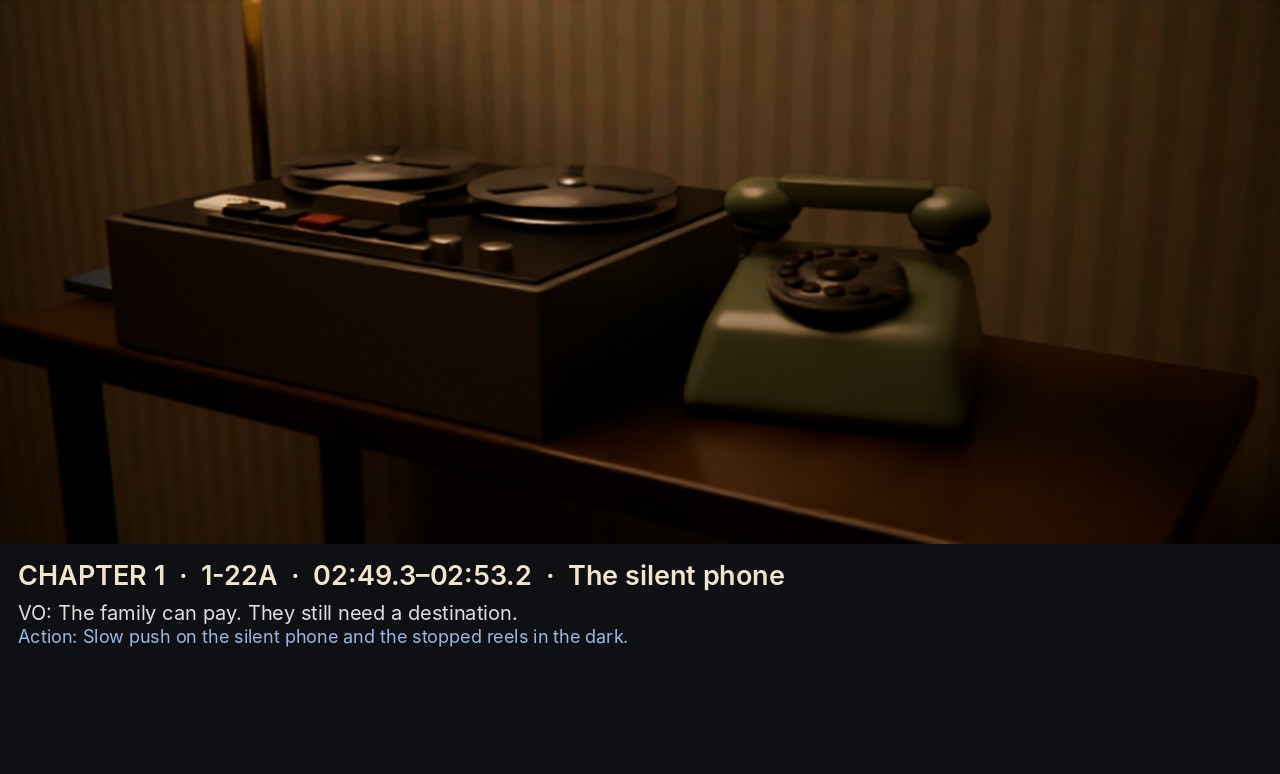 CHAPTER 1 · 1-22A · 02:49.3–02:53.2 · The silent phone
VO: The family can pay. They still need a destination.
Action: Slow push on the silent phone and the stopped reels in the dark.